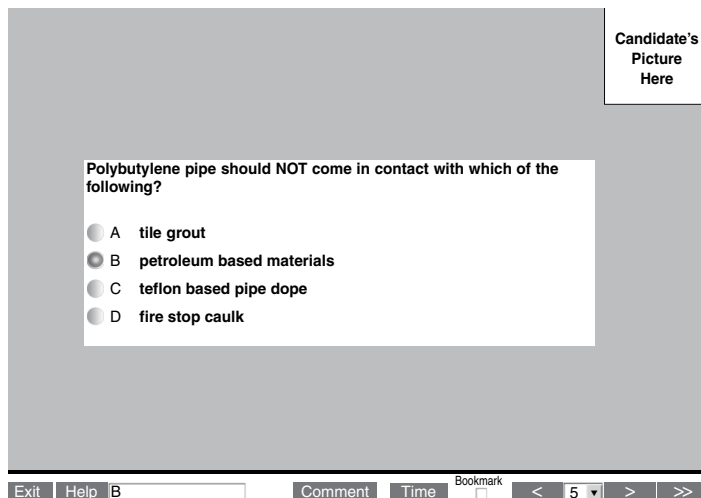 Candidate's
Picture
Here
Polybutylene pipe should NOT come in contact with which of the
following?
A tile grout
B petroleum based materials
C teflon based pipe dope
D fire stop caulk
Exit Help B Comment Time Bookmark < 5 > >>